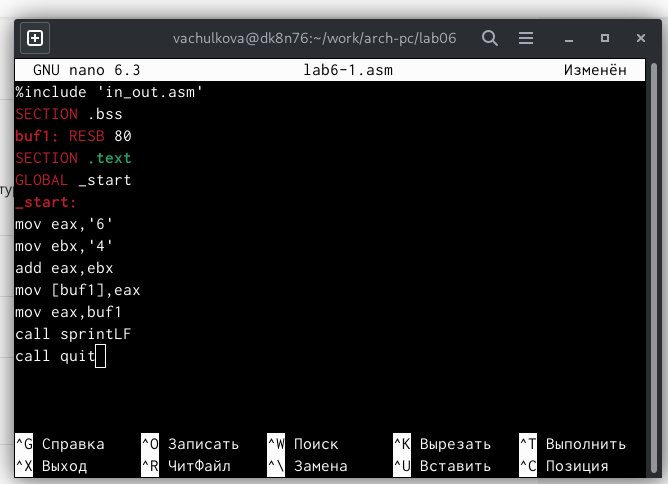 vachulkova@dk8n76:~/work/arch-pc/lab06
GNU nano 6.3 lab6-1.asm Изменён
%include 'in_out.asm'
SECTION .bss
buf1: RESB 80
SECTION .text
GLOBAL _start
_start:
mov eax,'6'
mov ebx,'4'
add eax,ebx
mov [buf1],eax
mov eax,buf1
call sprintLF
call quit
^G Справка ^O Записать ^W Поиск ^K Вырезать ^T Выполнить
^X Выход ^R ЧитФайл ^\ Замена ^U Вставить ^C Позиция